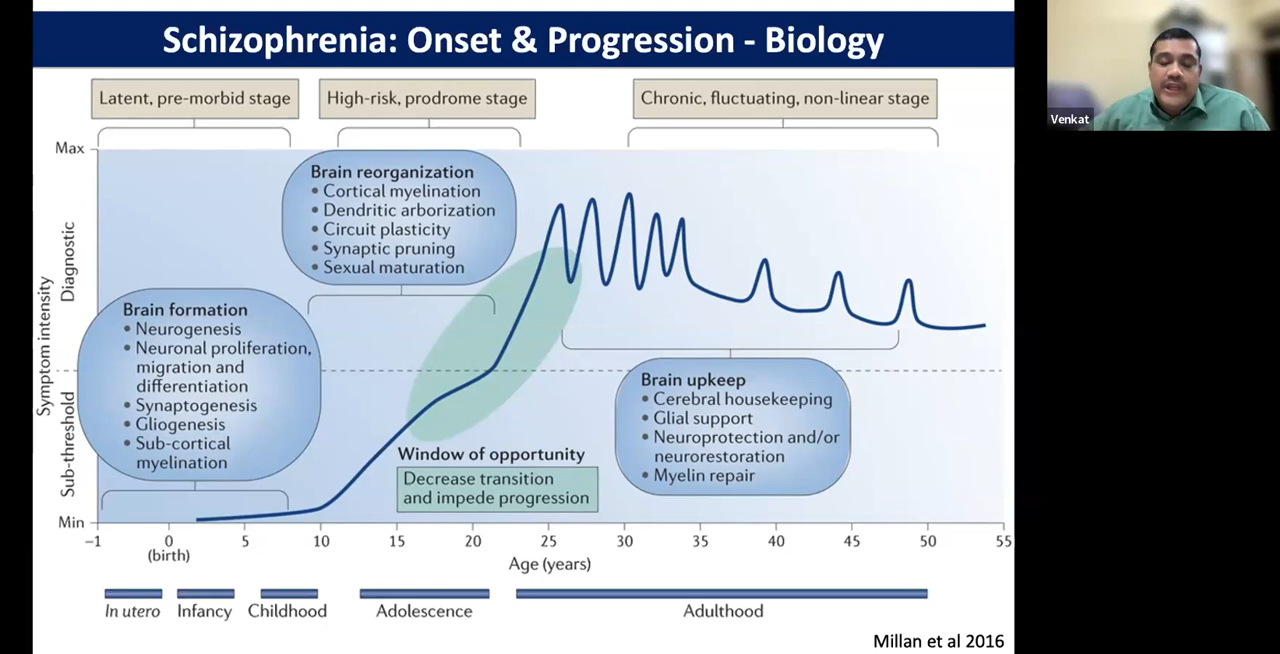 Schizophrenia: Onset & Progression - Biology
Venkat
Latent, pre-morbid stage
High-risk, prodrome stage
Chronic, fluctuating, non-linear stage
Max
Diagnostic
Symptom intensity
Sub-threshold
Min
Brain formation
• Neurogenesis
• Neuronal proliferation,
migration and
differentiation
• Synaptogenesis
• Gliogenesis
• Sub-cortical
myelination
Brain reorganization
• Cortical myelination
• Dendritic arborization
• Circuit plasticity
• Synaptic pruning
• Sexual maturation
Window of opportunity
Decrease transition
and impede progression
Brain upkeep
• Cerebral housekeeping
• Glial support
• Neuroprotection and/or
neurorestoration
• Myelin repair
−1 0 5 10 15 20 25 30 35 40 45 50 55
(birth)
Age (years)
In utero
Infancy
Childhood
Adolescence
Adulthood
Millan et al 2016